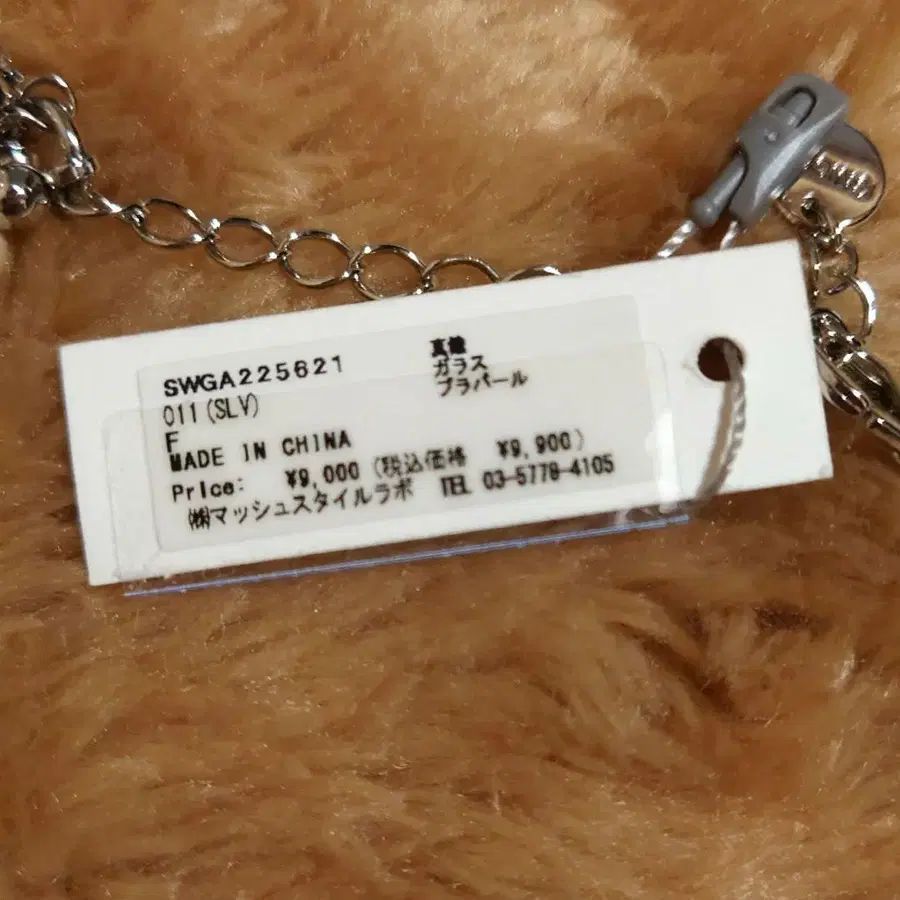 SWGA225621
011(SLV)
F
MADE IN CHINA
Price: ¥9,000 (税込価格 ¥9,900)
㈱マッシュスタイルラボ TEL 03-5778-4105
真鍮
ガラス
プラパール